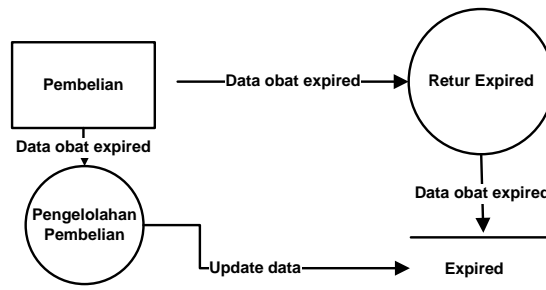 Pembelian
Data obat expired
Retur Expired
Data obat expired
Data obat expired
Pengelolahan
Pembelian
Update data
Expired